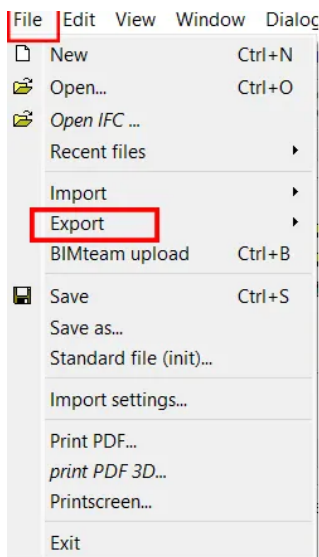 File Edit View Window Dialog
New Ctrl+N
Open... Ctrl+O
Open IFC ...
Recent files
Import
Export
BIMteam upload Ctrl+B
Save Ctrl+S
Save as...
Standard file (init)...
Import settings...
Print PDF...
print PDF 3D...
Printscreen...
Exit